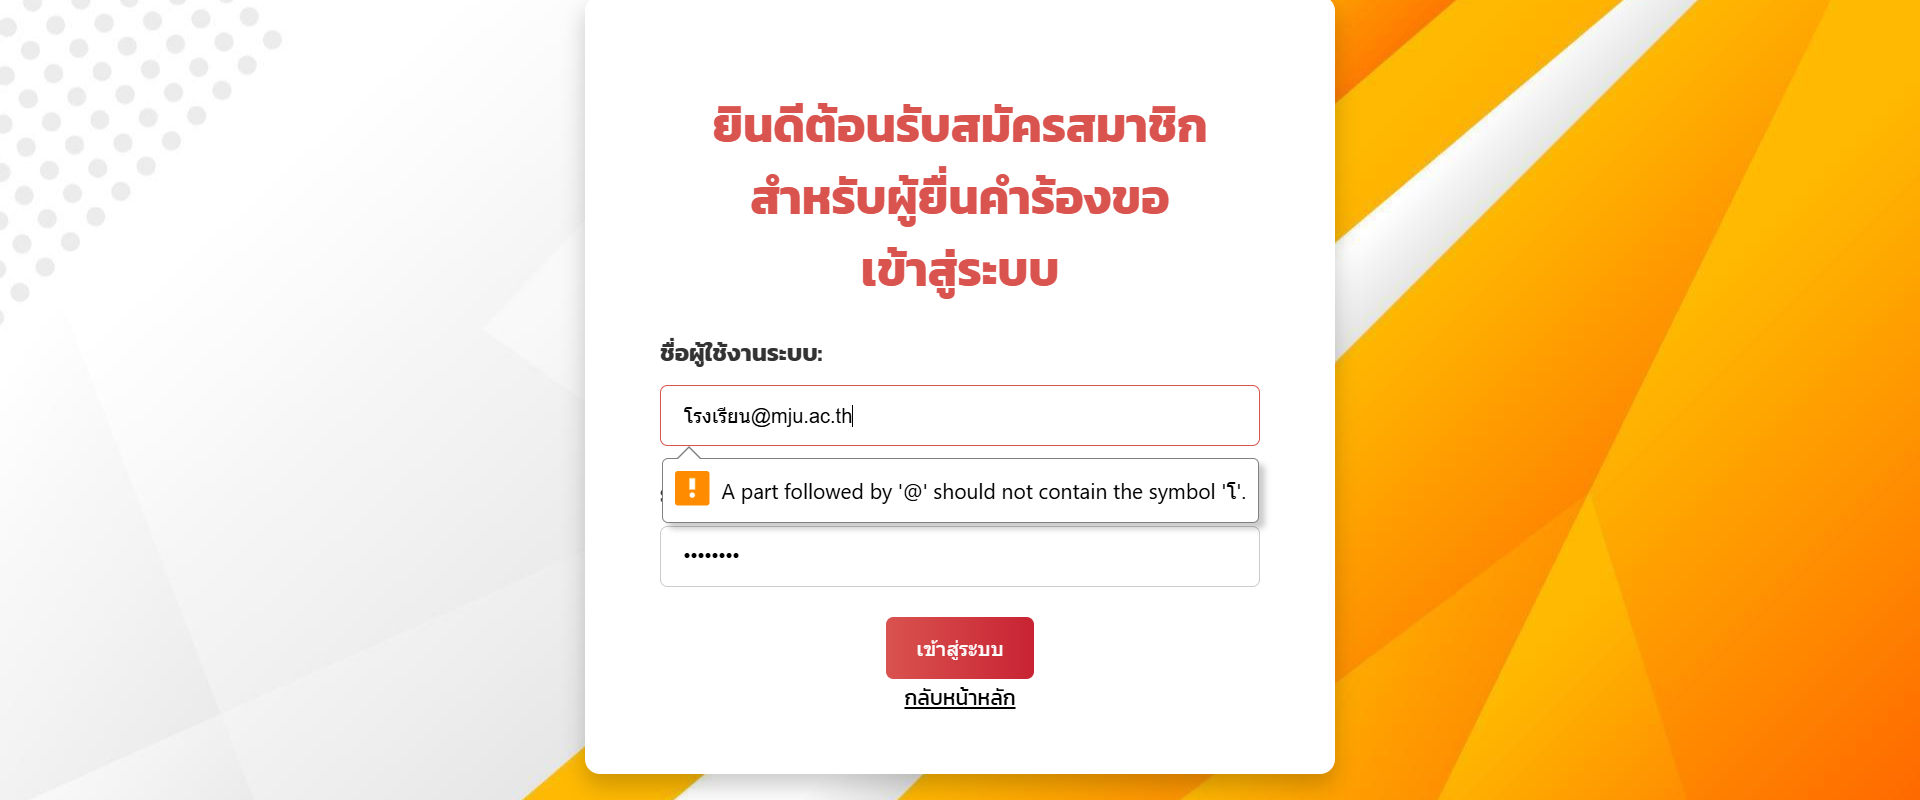 ยินดีต้อนรับสมัครสมาชิก
สำหรับผู้ยื่นคำร้องขอ
เข้าสู่ระบบ
ชื่อผู้ใช้งานระบบ:
โรงเรียน@mju.ac.th
A part followed by '@' should not contain the symbol 'โ'.
••••••••
เข้าสู่ระบบ
กลับหน้าหลัก